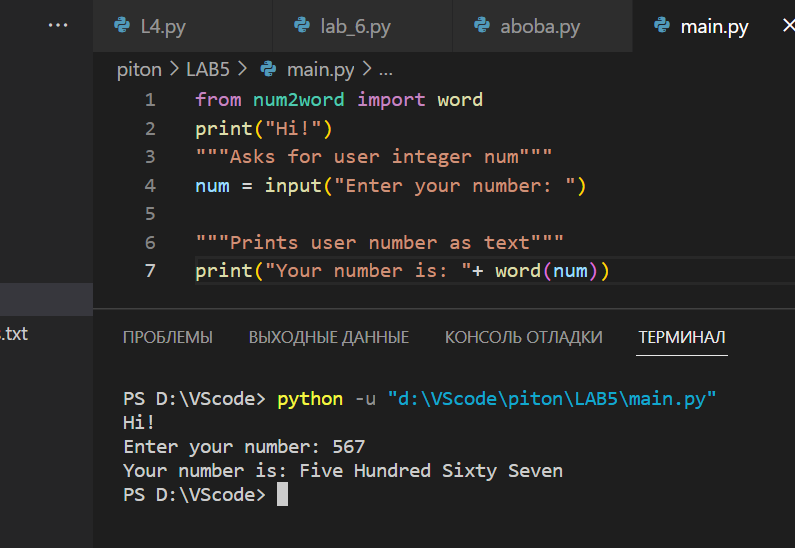 ... L4.py lab_6.py aboba.py main.py
piton > LAB5 > main.py > ...
1 from num2word import word
2 print("Hi!")
3 """Asks for user integer num"""
4 num = input("Enter your number: ")
5
6 """Prints user number as text"""
7 print("Your number is: "+ word(num))
.txt
ПРОБЛЕМЫ ВЫХОДНЫЕ ДАННЫЕ КОНСОЛЬ ОТЛАДКИ ТЕРМИНАЛ
PS D:\VScode> python -u "d:\VScode\piton\LAB5\main.py"
Hi!
Enter your number: 567
Your number is: Five Hundred Sixty Seven
PS D:\VScode>